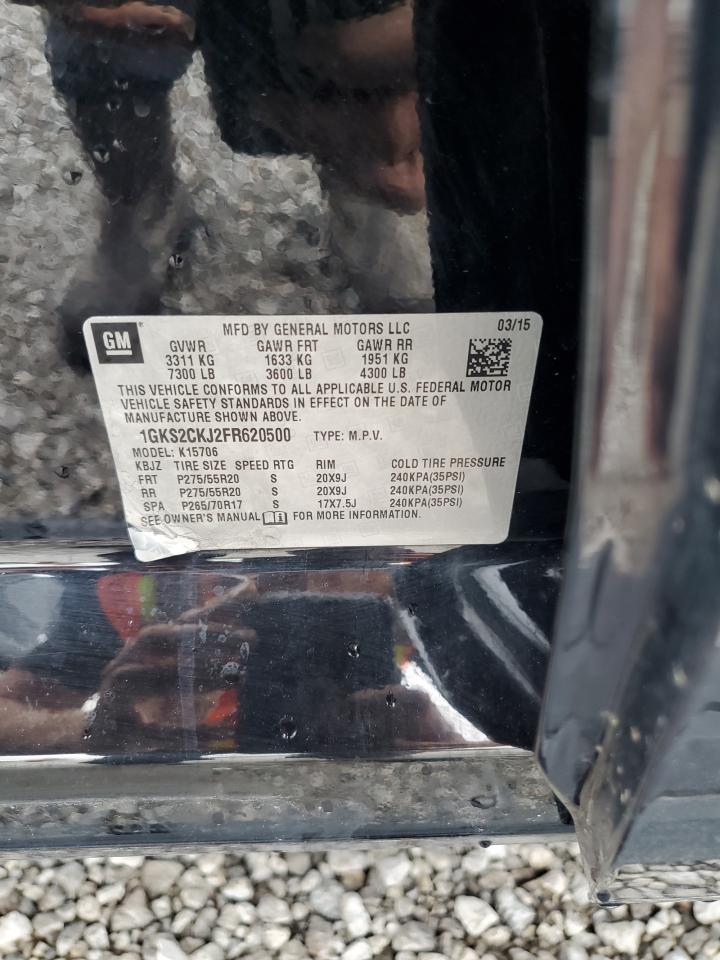 GM
MFD BY GENERAL MOTORS LLC 03/15
GVWR GAWR FRT GAWR RR
3311 KG 1633 KG 1951 KG
7300 LB 3600 LB 4300 LB
THIS VEHICLE CONFORMS TO ALL APPLICABLE U.S. FEDERAL MOTOR
VEHICLE SAFETY STANDARDS IN EFFECT ON THE DATE OF
MANUFACTURE SHOWN ABOVE.
1GKS2CKJ2FR620500 TYPE: M.P.V.
MODEL: K15706
KBJZ TIRE SIZE SPEED RTG RIM COLD TIRE PRESSURE
FRT P275/55R20 S 20X9J 240KPA(35PSI)
RR P275/55R20 S 20X9J 240KPA(35PSI)
SPA P265/70R17 S 17X7.5J 240KPA(35PSI)
SEE OWNER'S MANUAL FOR MORE INFORMATION.